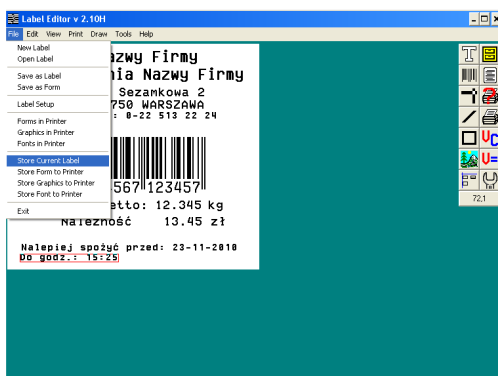 Label Editor v 2.10H
File Edit View Print Draw Tools Help
New Label
Open Label
Save as Label
Save as Form
Label Setup
Forms in Printer
Graphics in Printer
Fonts in Printer
Store Current Label
Store Form to Printer
Store Graphics to Printer
Store Font to Printer
Exit
azwy Firmy
nia Nazwy Firmy
Sezamkowa 2
750 WARSZAWA
: 0-22 513 22 24
567 123457
etto: 12.345 kg
Należność 13.45 zł
Nalepiej spożyć przed: 23-11-2010
Do godz.: 15:25
T
VC
V=
72,1